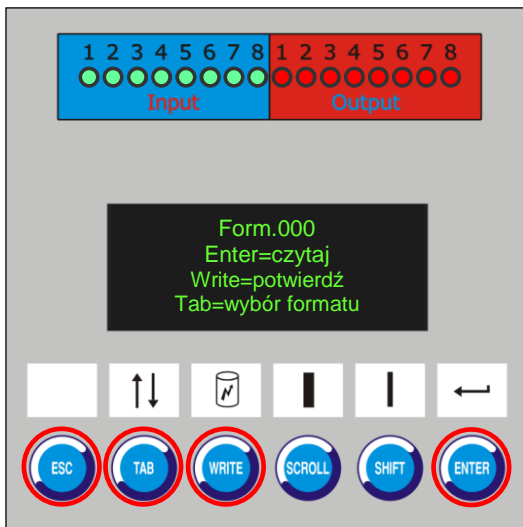 1 2 3 4 5 6 7 8 1 2 3 4 5 6 7 8
Input Output
Form.000
Enter=czytaj
Write=potwierdź
Tab=wybór formatu
ESC TAB WRITE SCROLL SHIFT ENTER